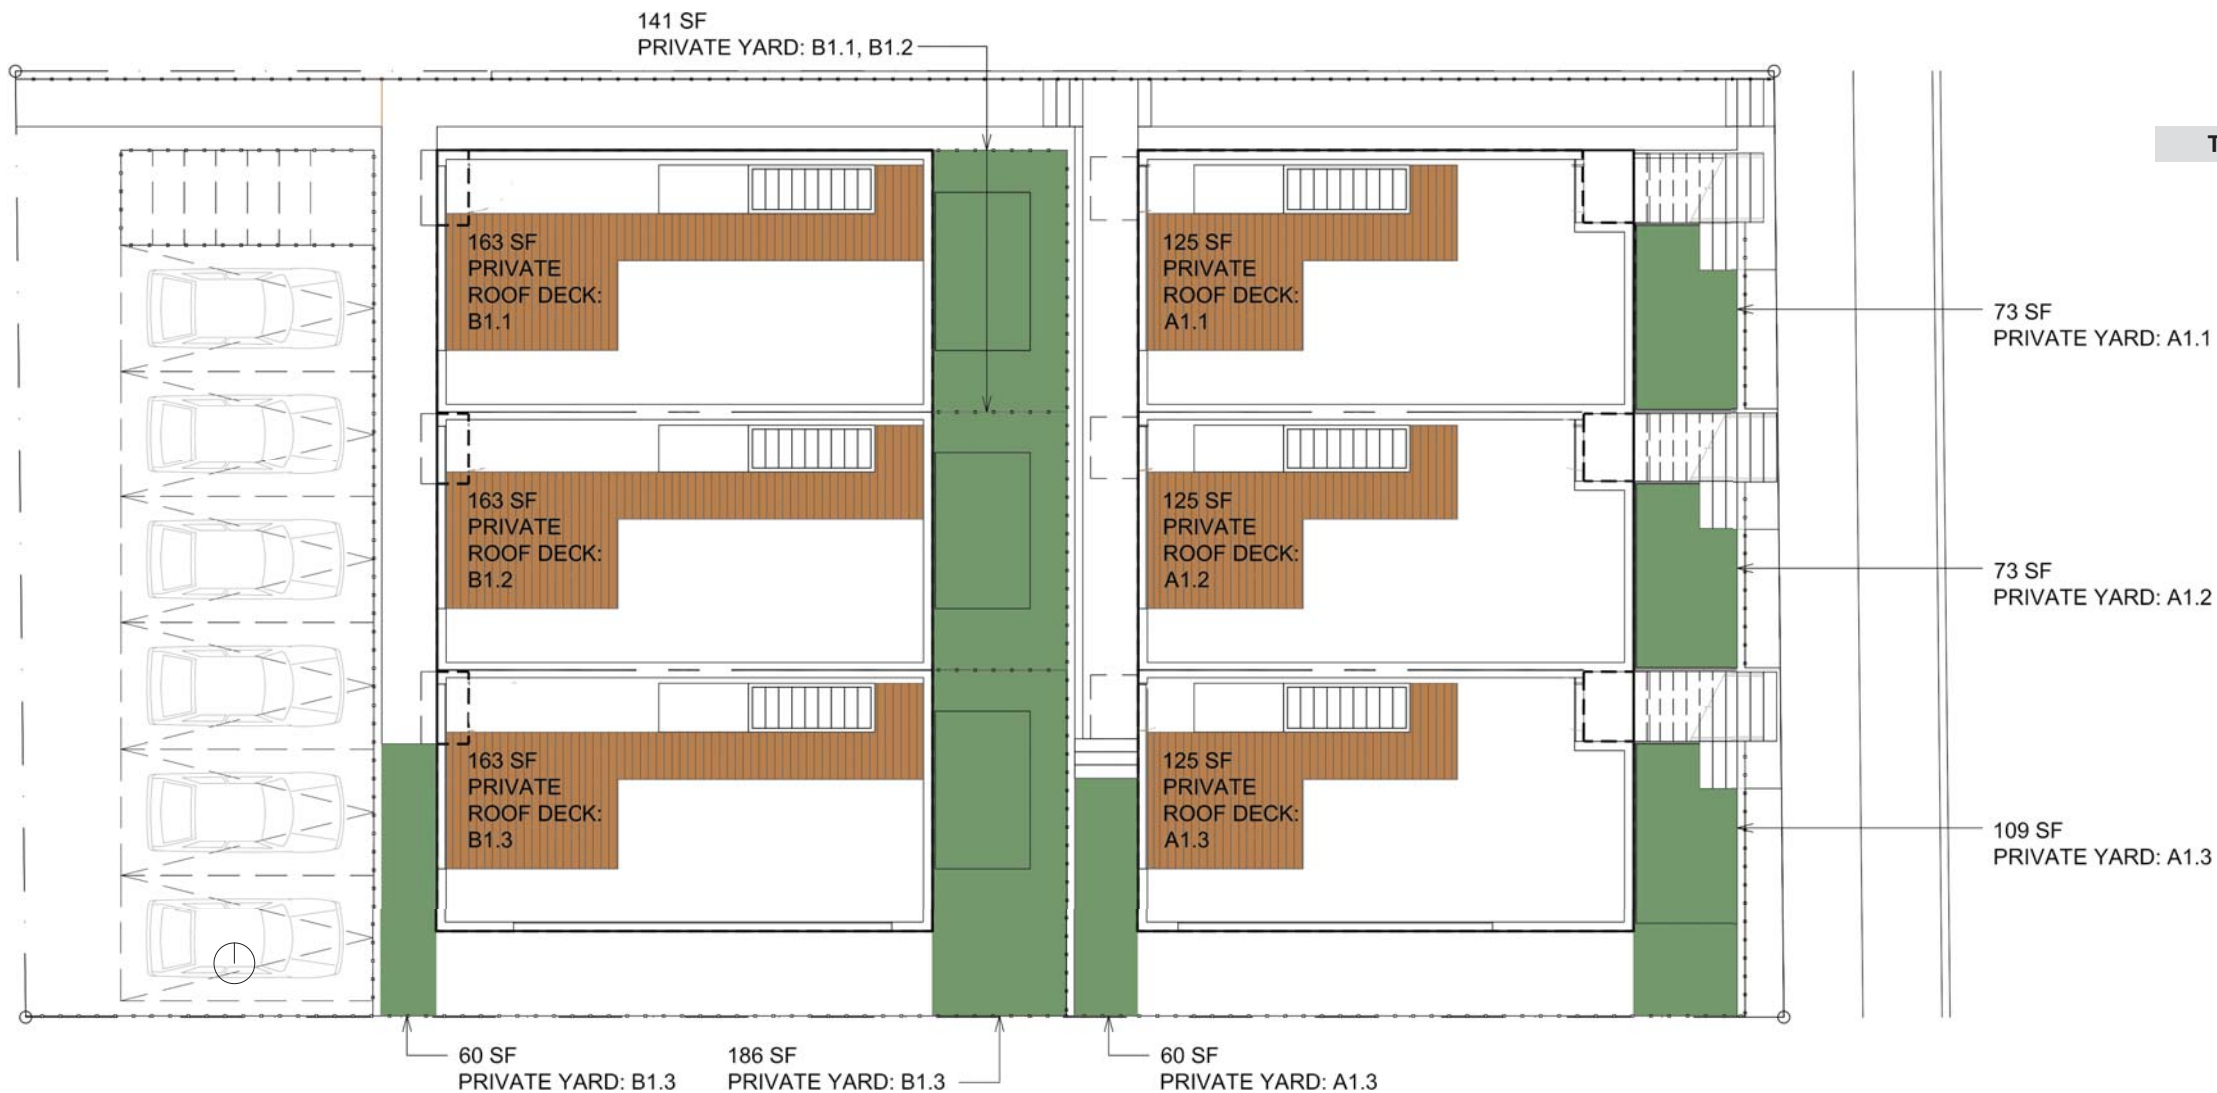 141 SF
PRIVATE YARD: B1.1, B1.2
T
163 SF
PRIVATE
ROOF DECK:
B1.1
125 SF
PRIVATE
ROOF DECK:
A1.1
73 SF
PRIVATE YARD: A1.1
163 SF
PRIVATE
ROOF DECK:
B1.2
125 SF
PRIVATE
ROOF DECK:
A1.2
73 SF
PRIVATE YARD: A1.2
163 SF
PRIVATE
ROOF DECK:
B1.3
125 SF
PRIVATE
ROOF DECK:
A1.3
109 SF
PRIVATE YARD: A1.3
60 SF
PRIVATE YARD: B1.3
186 SF
PRIVATE YARD: B1.3
60 SF
PRIVATE YARD: A1.3